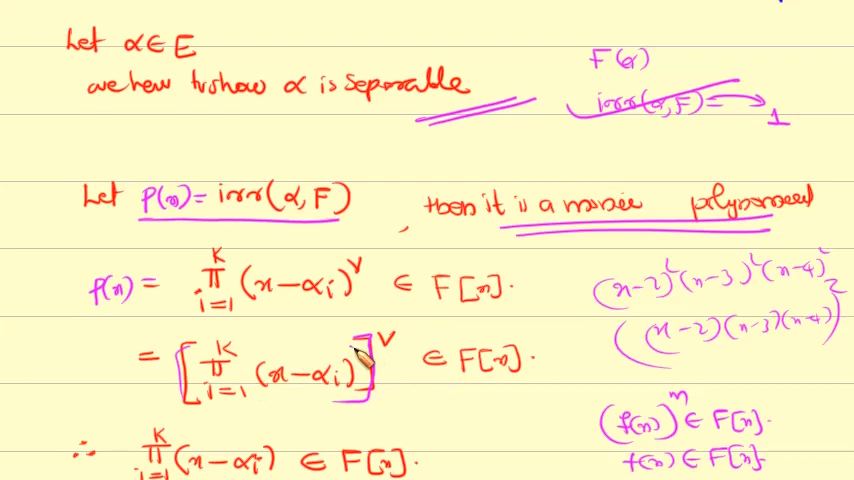 Let α ∈ E
we have to show α is separable
F(α)
irr(α, F) = → 1
Let P(x) = irr(α, F) , then it is a monic polynomial
p(x) = ∏_{i=1}^{K} (x-αi)^ν ∈ F[x].
(x-2)²(x-3)²(x-4)²
= [∏_{i=1}^{K} (x-αi)]^ν ∈ F[x].
((x-2)(x-3)(x-4))²
(f(x))^m ∈ F[x].
∴ ∏_{i=1}^{K} (x-αi) ∈ F[x].
f(x) ∈ F[x].